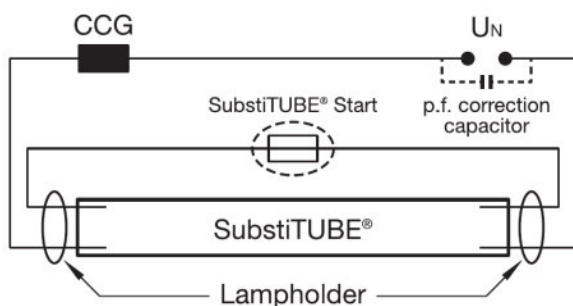 CCG
UN
SubstiTUBE® Start
p.f. correction
capacitor
SubstiTUBE®
Lampholder